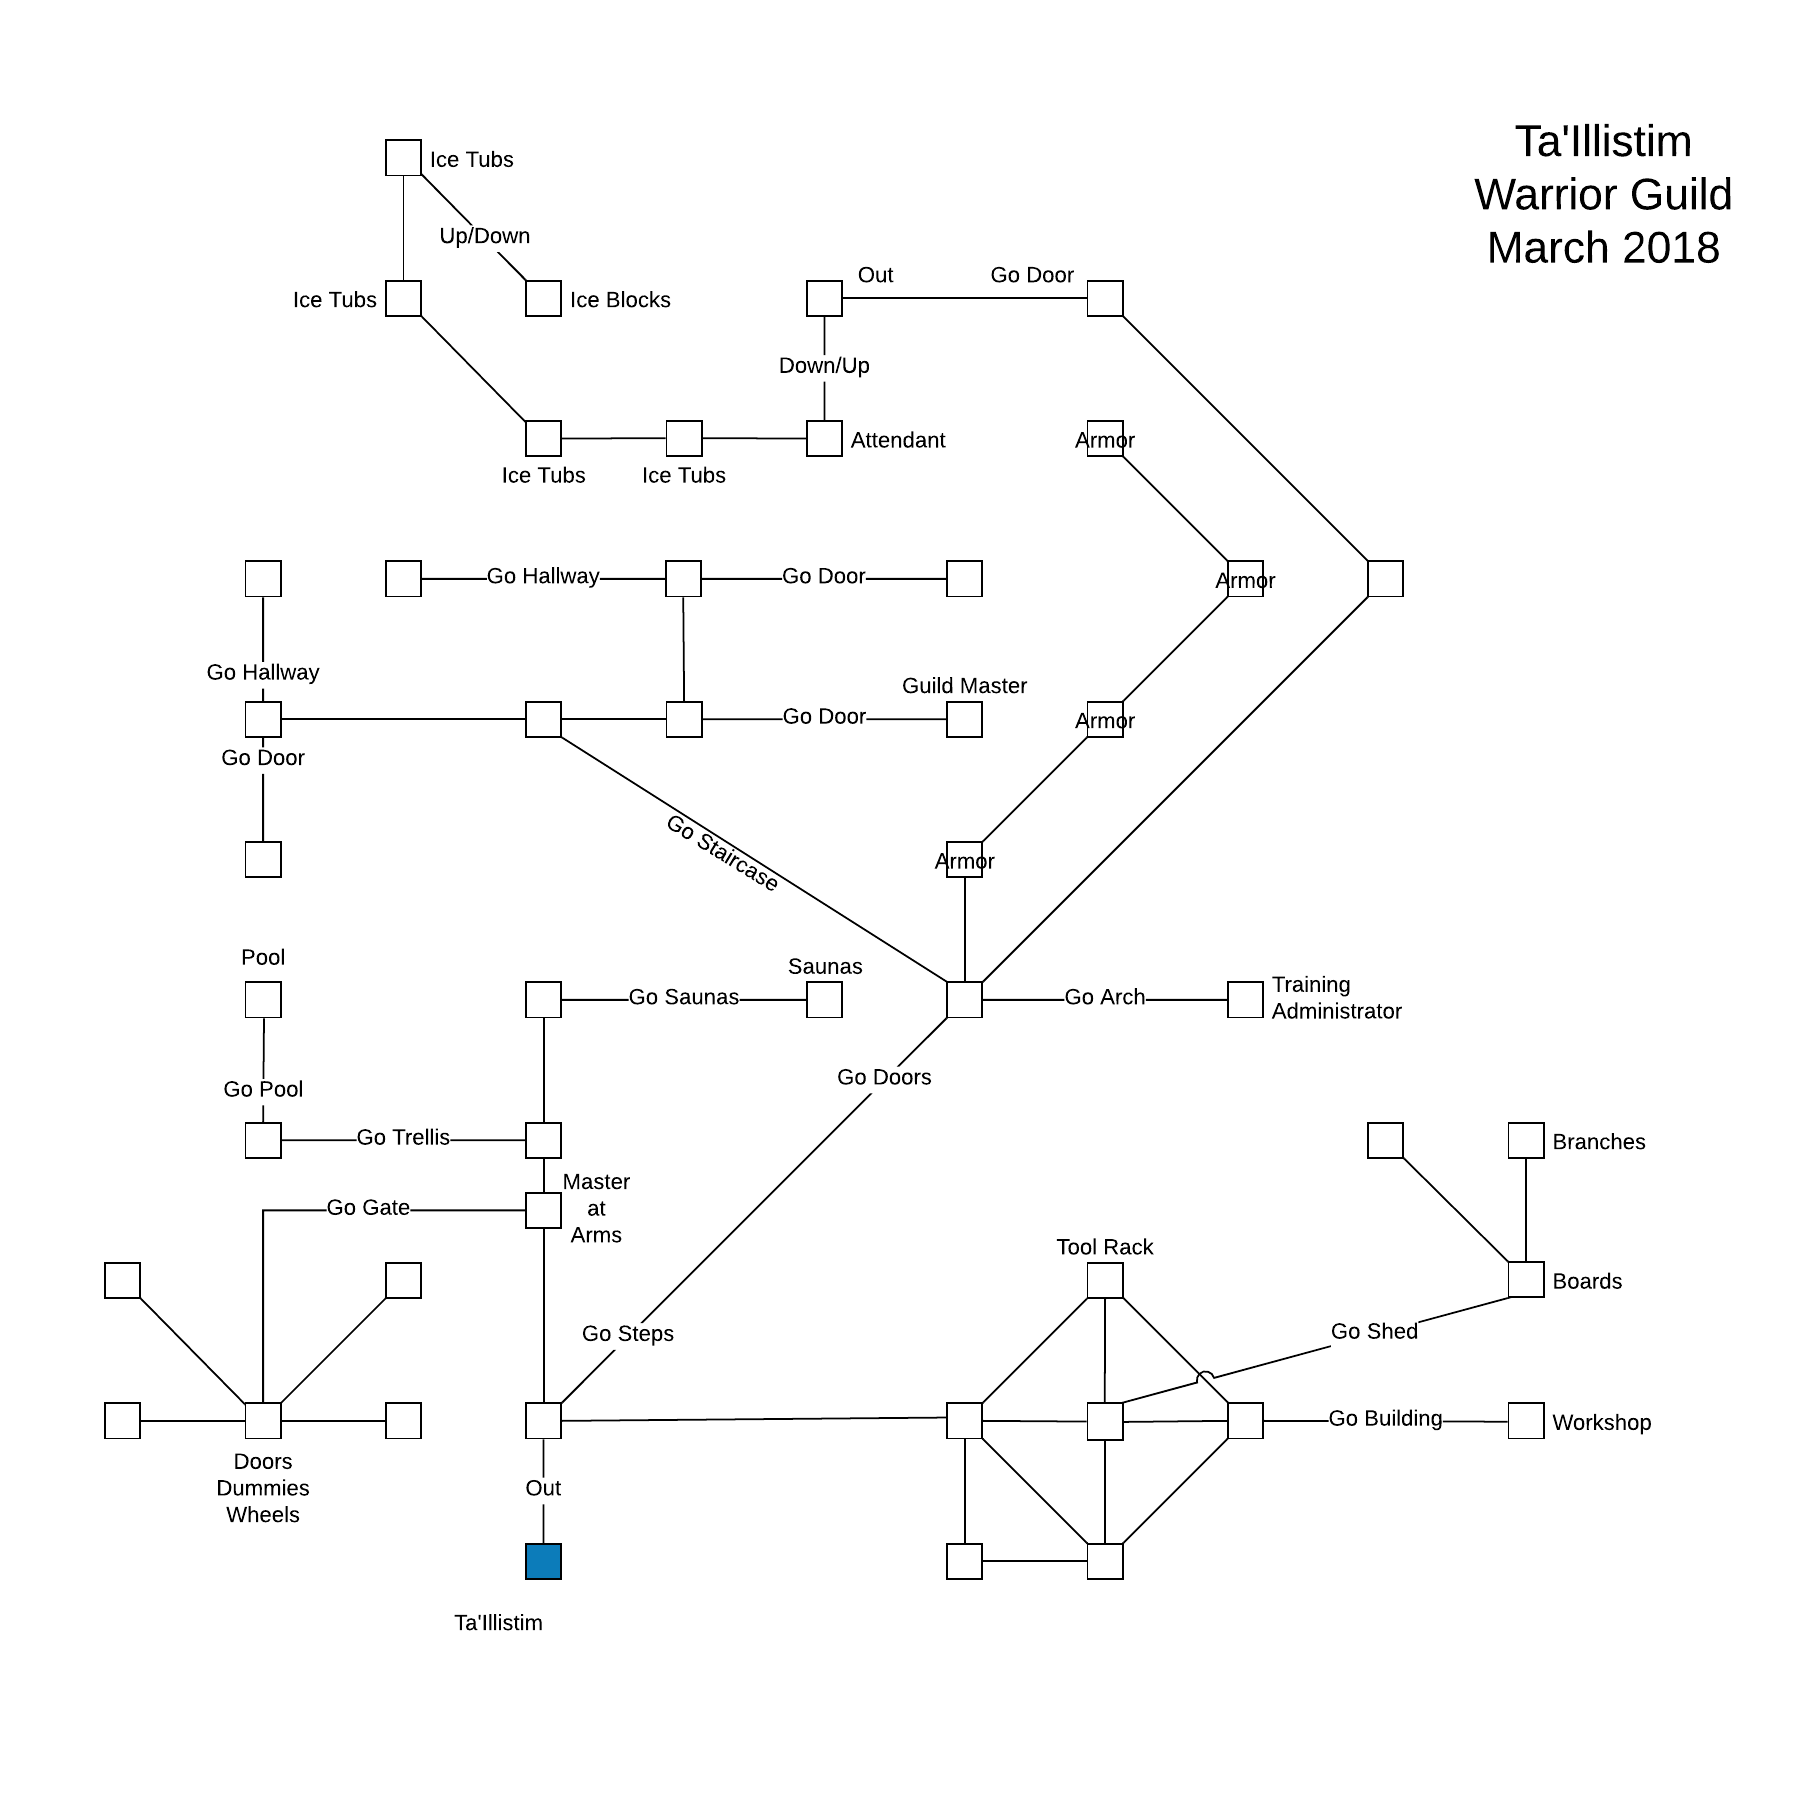 Ta'Illistim
Warrior Guild
March 2018
Ice Tubs
Up/Down
Ice Tubs
Ice Blocks
Out
Go Door
Down/Up
Armor
Attendant
Ice Tubs
Ice Tubs
Go Hallway
Go Door
Armor
Go Hallway
Guild Master
Go Door
Armor
Go Door
Go Staircase
Armor
Pool
Saunas
Go Saunas
Go Arch
Training
Administrator
Go Doors
Go Pool
Go Trellis
Branches
Master
at
Arms
Go Gate
Tool Rack
Boards
Go Steps
Go Shed
Go Building
Workshop
Doors
Dummies
Wheels
Out
Ta'Illistim